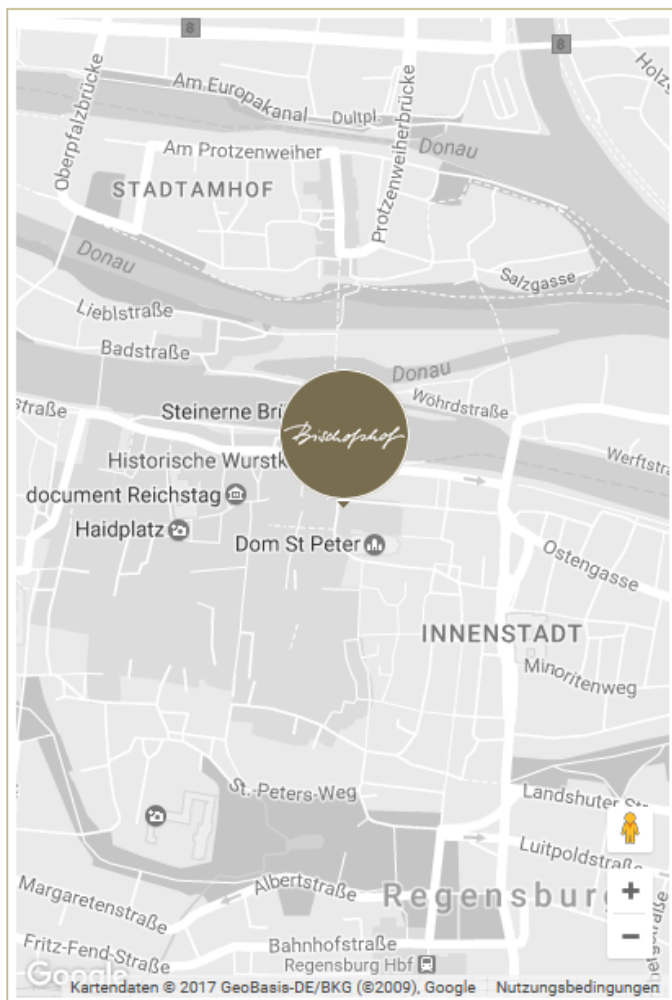 8
8
Holz
Oberpfalzbrücke
Am Europakanal
Dultpl.
Protzenweiherbrücke
Donau
Am Protzenweiher
STADTAMHOF
Donau
Salzgasse
Lieblstraße
Badstraße
Donau
straße
Steinerne Brü
Wöhrdstraße
Bischofshof
Historische Wurstk
Werftstra
document Reichstag
Haidplatz
Dom St Peter
Ostengasse
INNENSTADT
Minoritenweg
St.-Peters-Weg
Landshuter Str
Luitpoldstraße
Margaretenstraße
Albertstraße
Regensburg
+
−
Fritz-Fend-Straße
Bahnhofstraße
Regensburg Hbf
Google
Kartendaten © 2017 GeoBasis-DE/BKG (©2009), Google Nutzungsbedingungen